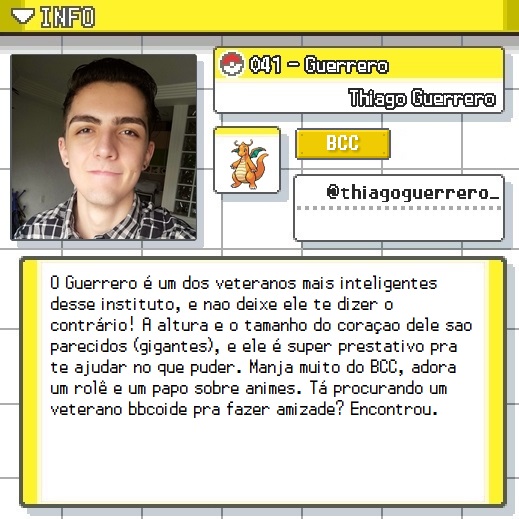 INFO
041 - Guerrero
Thiago Guerrero
BCC
@thiagoguerrero_
O Guerrero é um dos veteranos mais inteligentes
desse instituto, e nao deixe ele te dizer o
contrário! A altura e o tamanho do coraçao dele sao
parecidos (gigantes), e ele é super prestativo pra
te ajudar no que puder. Manja muito do BCC, adora
um rolê e um papo sobre animes. Tá procurando um
veterano bbcoide pra fazer amizade? Encontrou.